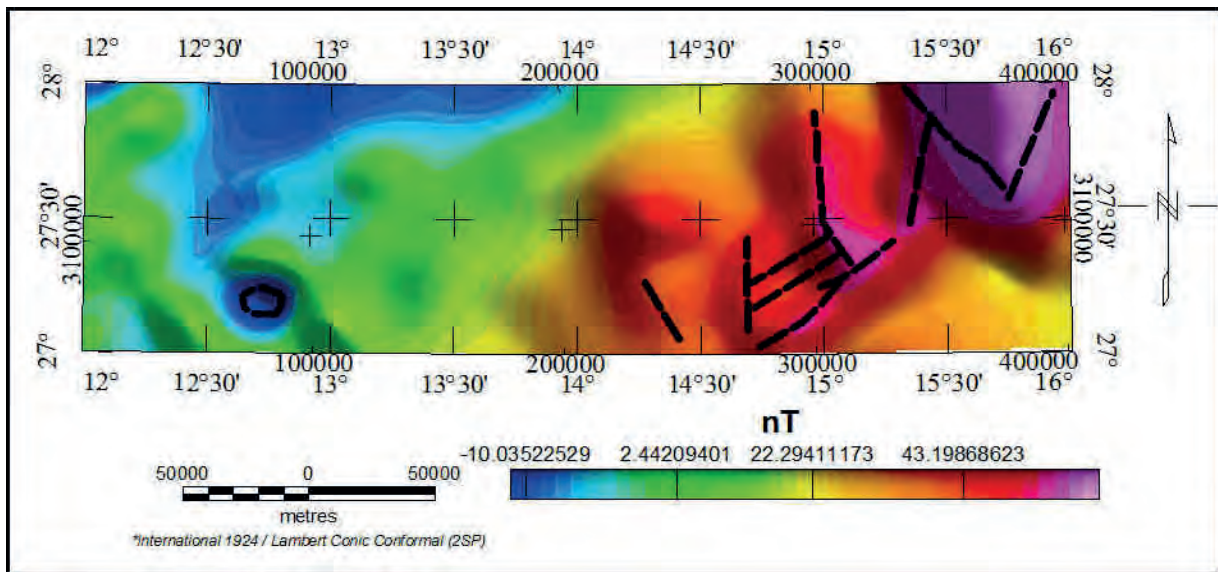 12° 12°30' 13° 13°30' 14° 14°30' 15° 15°30' 16°
100000 200000 300000 400000
28° 28°
27°30' 27°30'
3100000 3100000
N
27° 27°
100000 200000 300000 400000
12° 12°30' 13° 13°30' 14° 14°30' 15° 15°30' 16°
nT
-10.03522529 2.44209401 22.29411173 43.19868623
50000 0 50000
metres
*International 1924 / Lambert Conic Conformal (2SP)